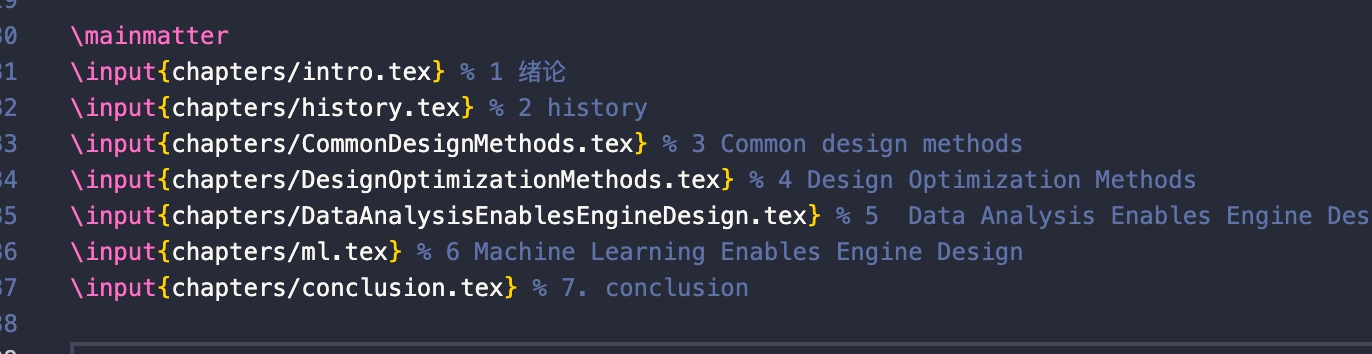 30 \mainmatter
31 \input{chapters/intro.tex} % 1 绪论
32 \input{chapters/history.tex} % 2 history
33 \input{chapters/CommonDesignMethods.tex} % 3 Common design methods
34 \input{chapters/DesignOptimizationMethods.tex} % 4 Design Optimization Methods
35 \input{chapters/DataAnalysisEnablesEngineDesign.tex} % 5  Data Analysis Enables Engine Des
36 \input{chapters/ml.tex} % 6 Machine Learning Enables Engine Design
37 \input{chapters/conclusion.tex} % 7. conclusion
38